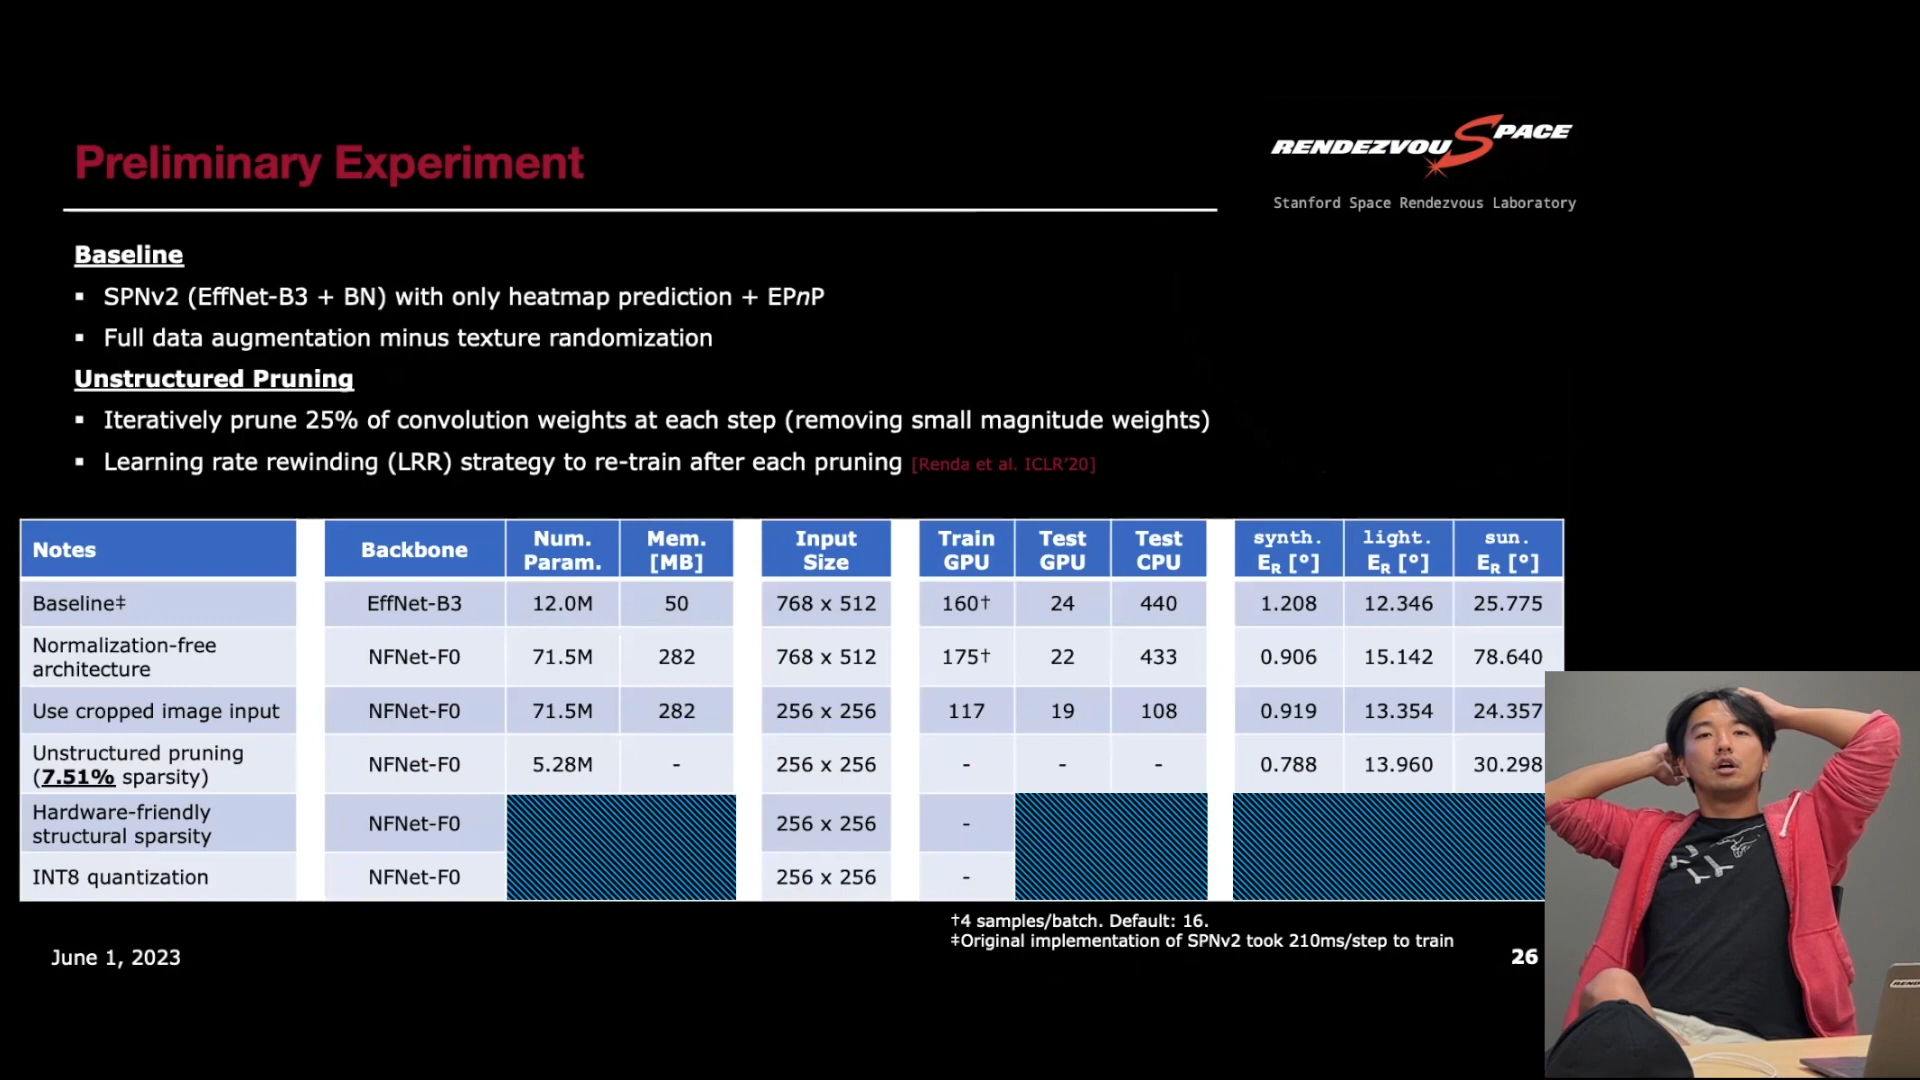 Preliminary Experiment
RENDEZVOUSPACE
Stanford Space Rendezvous Laboratory
Baseline
▪ SPNv2 (EffNet-B3 + BN) with only heatmap prediction + EPnP
▪ Full data augmentation minus texture randomization
Unstructured Pruning
▪ Iteratively prune 25% of convolution weights at each step (removing small magnitude weights)
▪ Learning rate rewinding (LRR) strategy to re-train after each pruning [Renda et al. ICLR'20]
Notes Backbone Num. Param. Mem. [MB] Input Size Train GPU Test GPU Test CPU synth. E_R [°] light. E_R [°] sun. E_R [°]
Baseline‡ EffNet-B3 12.0M 50 768 x 512 160† 24 440 1.208 12.346 25.775
Normalization-free architecture NFNet-F0 71.5M 282 768 x 512 175† 22 433 0.906 15.142 78.640
Use cropped image input NFNet-F0 71.5M 282 256 x 256 117 19 108 0.919 13.354 24.357
Unstructured pruning (7.51% sparsity) NFNet-F0 5.28M - 256 x 256 - - - 0.788 13.960 30.298
Hardware-friendly structural sparsity NFNet-F0 256 x 256 -
INT8 quantization NFNet-F0 256 x 256 -
†4 samples/batch. Default: 16.
‡Original implementation of SPNv2 took 210ms/step to train
June 1, 2023
26